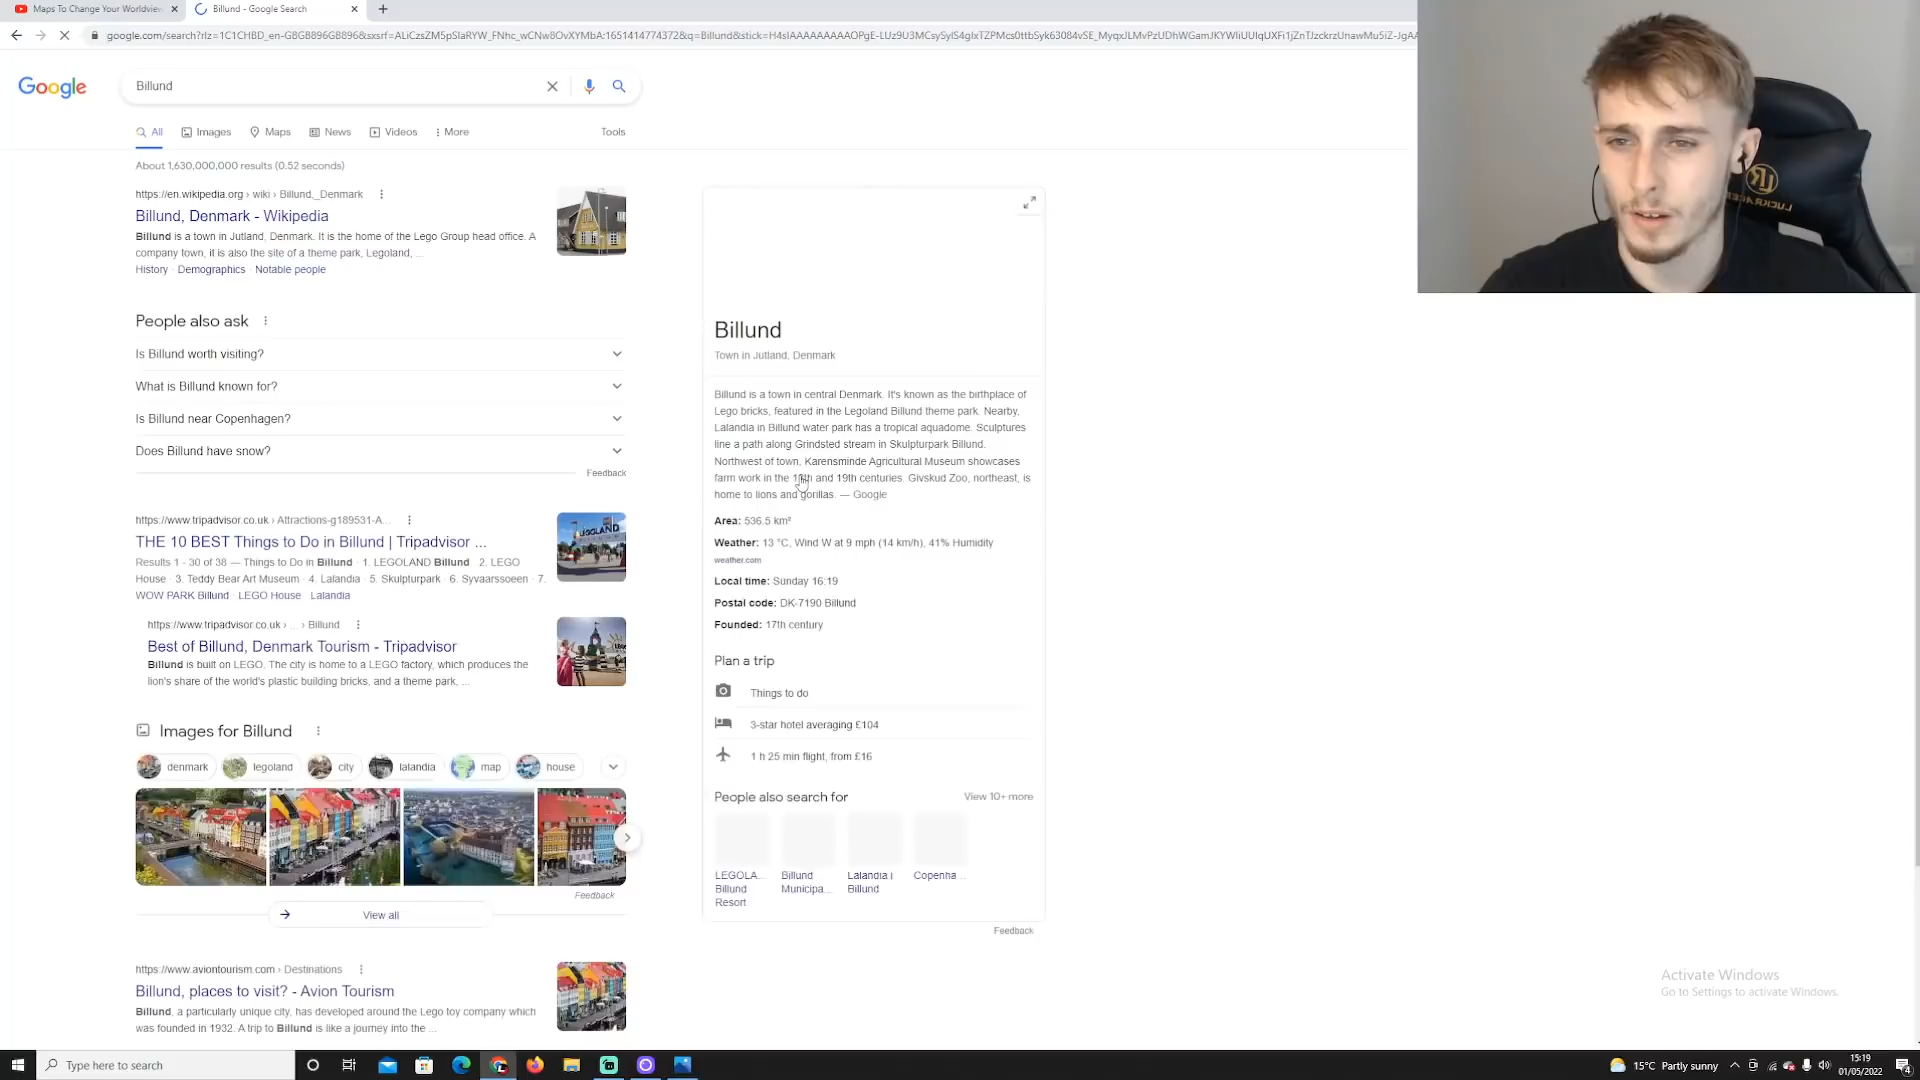 Maps To Change Your Worldview
Billund - Google Search
google.com/search?rlz=1C1CHBD_en-GBGB896GB896&sxsrf=
Google
Billund
All
Images
Maps
News
Videos
More
Tools
About 1,630,000,000 results (0.52 seconds)
https://en.wikipedia.org › wiki › Billund,_Denmark
Billund, Denmark - Wikipedia
Billund is a town in Jutland, Denmark. It is the home of the Lego Group head office. A
company town, it is also the site of a theme park, Legoland, ...
History · Demographics · Notable people
People also ask
Is Billund worth visiting?
What is Billund known for?
Is Billund near Copenhagen?
Does Billund have snow?
Feedback
https://www.tripadvisor.co.uk › Attractions-g189531-A...
THE 10 BEST Things to Do in Billund | Tripadvisor ...
Results 1 - 30 of 38 — Things to Do in Billund · 1. LEGOLAND Billund · 2. LEGO
House · 3. Teddy Bear Art Museum · 4. Lalandia · 5. Skulpturpark · 6. Syvaarssoeen · 7.
WOW PARK Billund · LEGO House · Lalandia
https://www.tripadvisor.co.uk › ... › Billund
Best of Billund, Denmark Tourism - Tripadvisor
Billund is built on LEGO. The city is home to a LEGO factory, which produces the
lion's share of the world's plastic building bricks, and a theme park, ...
Images for Billund
denmark
legoland
city
lalandia
map
house
Feedback
View all
https://www.aviontourism.com › Destinations
Billund, places to visit? - Avion Tourism
Billund, a particularly unique city, has developed around the Lego toy company which
was founded in 1932. A trip to Billund is like a journey into the ...
Billund
Town in Jutland, Denmark
Billund is a town in central Denmark. It's known as the birthplace of
Lego bricks, featured in the Legoland Billund theme park. Nearby,
Lalandia in Billund water park has a tropical aquadome. Sculptures
line a path along Grindsted stream in Skulpturpark Billund.
Northwest of town, Karensminde Agricultural Museum showcases
farm work in the 18th and 19th centuries. Givskud Zoo, northeast, is
home to lions and gorillas. — Google
Area: 536.5 km²
Weather: 13 °C, Wind W at 9 mph (14 km/h), 41% Humidity
weather.com
Local time: Sunday 16:19
Postal code: DK-7190 Billund
Founded: 17th century
Plan a trip
Things to do
3-star hotel averaging £104
1 h 25 min flight, from £16
People also search for
View 10+ more
LEGOLA...
Billund
Resort
Billund
Municipa...
Lalandia i
Billund
Copenha...
Feedback
LEGOLAND
Activate Windows
Go to Settings to activate Windows.
Type here to search
15°C Partly sunny
15:19
01/05/2022
4